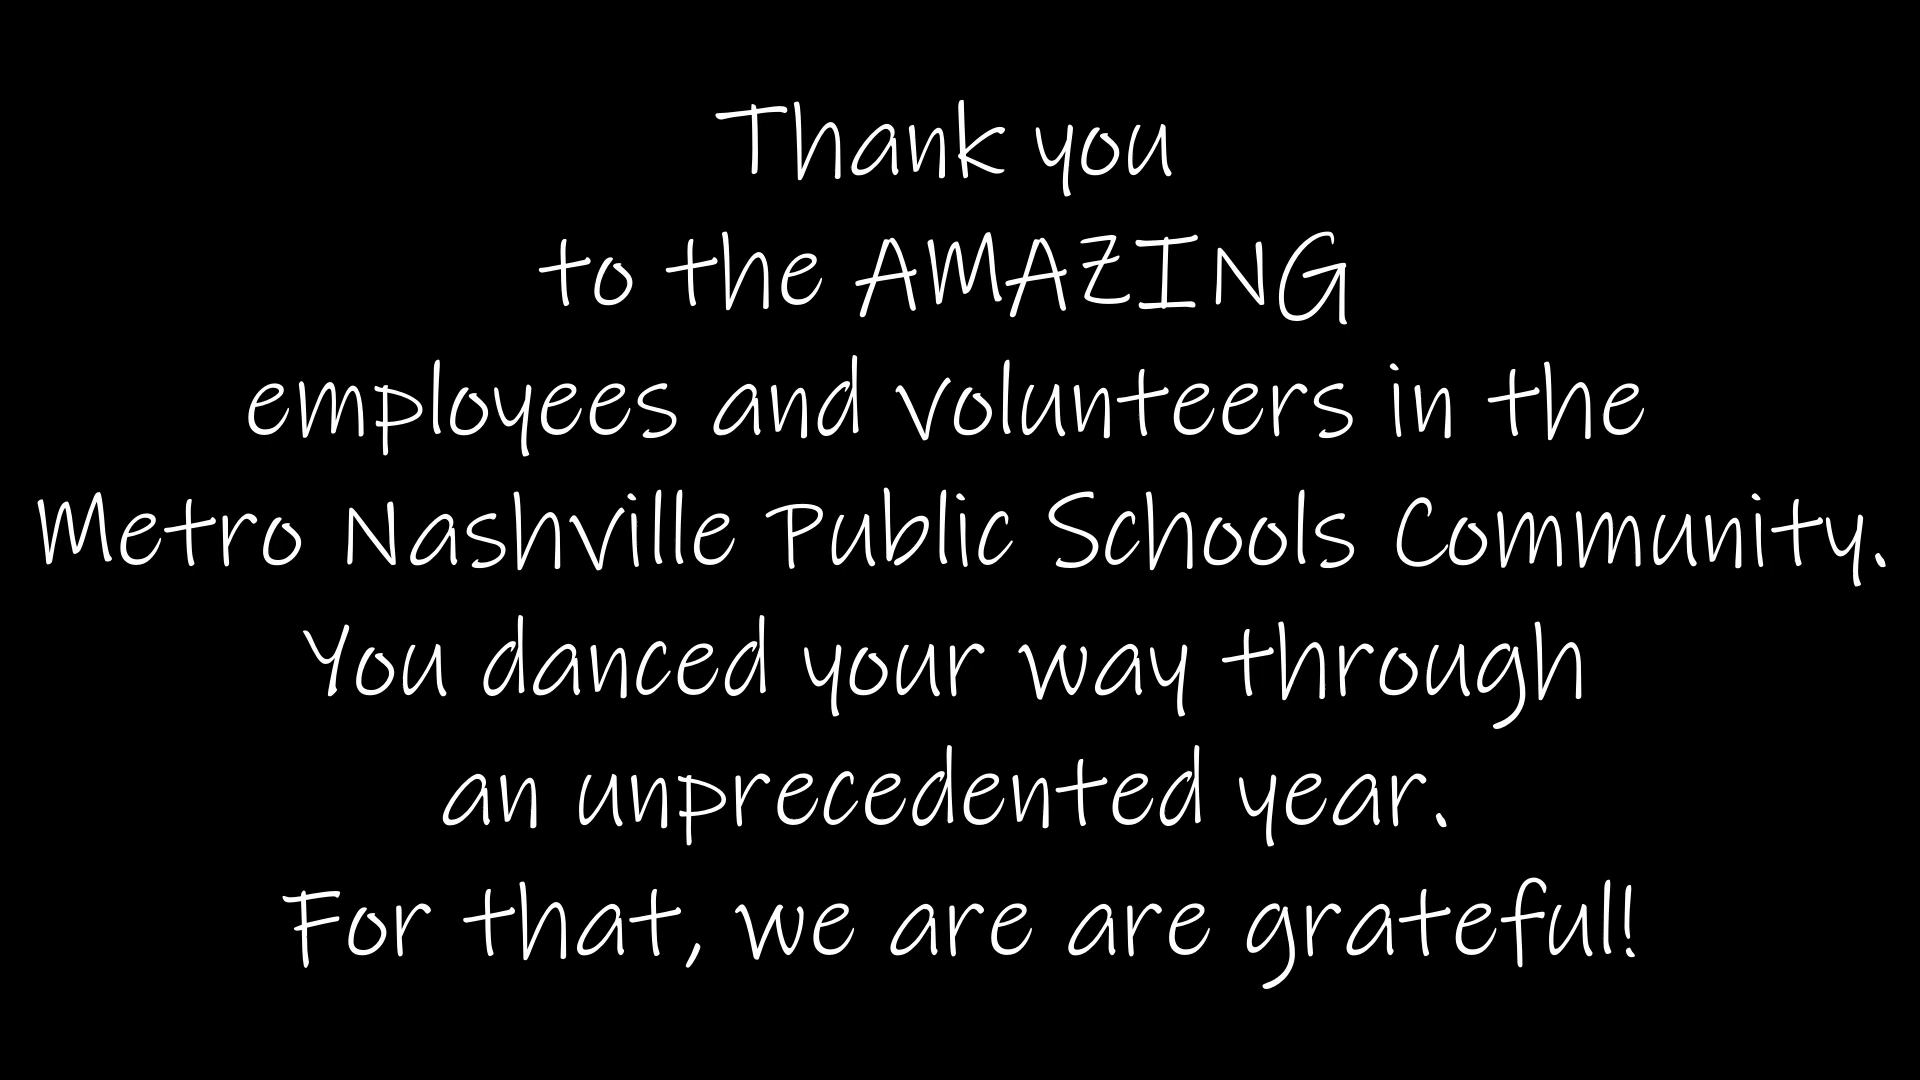 Thank you
to the AMAZING
employees and volunteers in the
Metro Nashville Public Schools Community.
You danced your way through
an unprecedented year.
For that, we are are grateful!